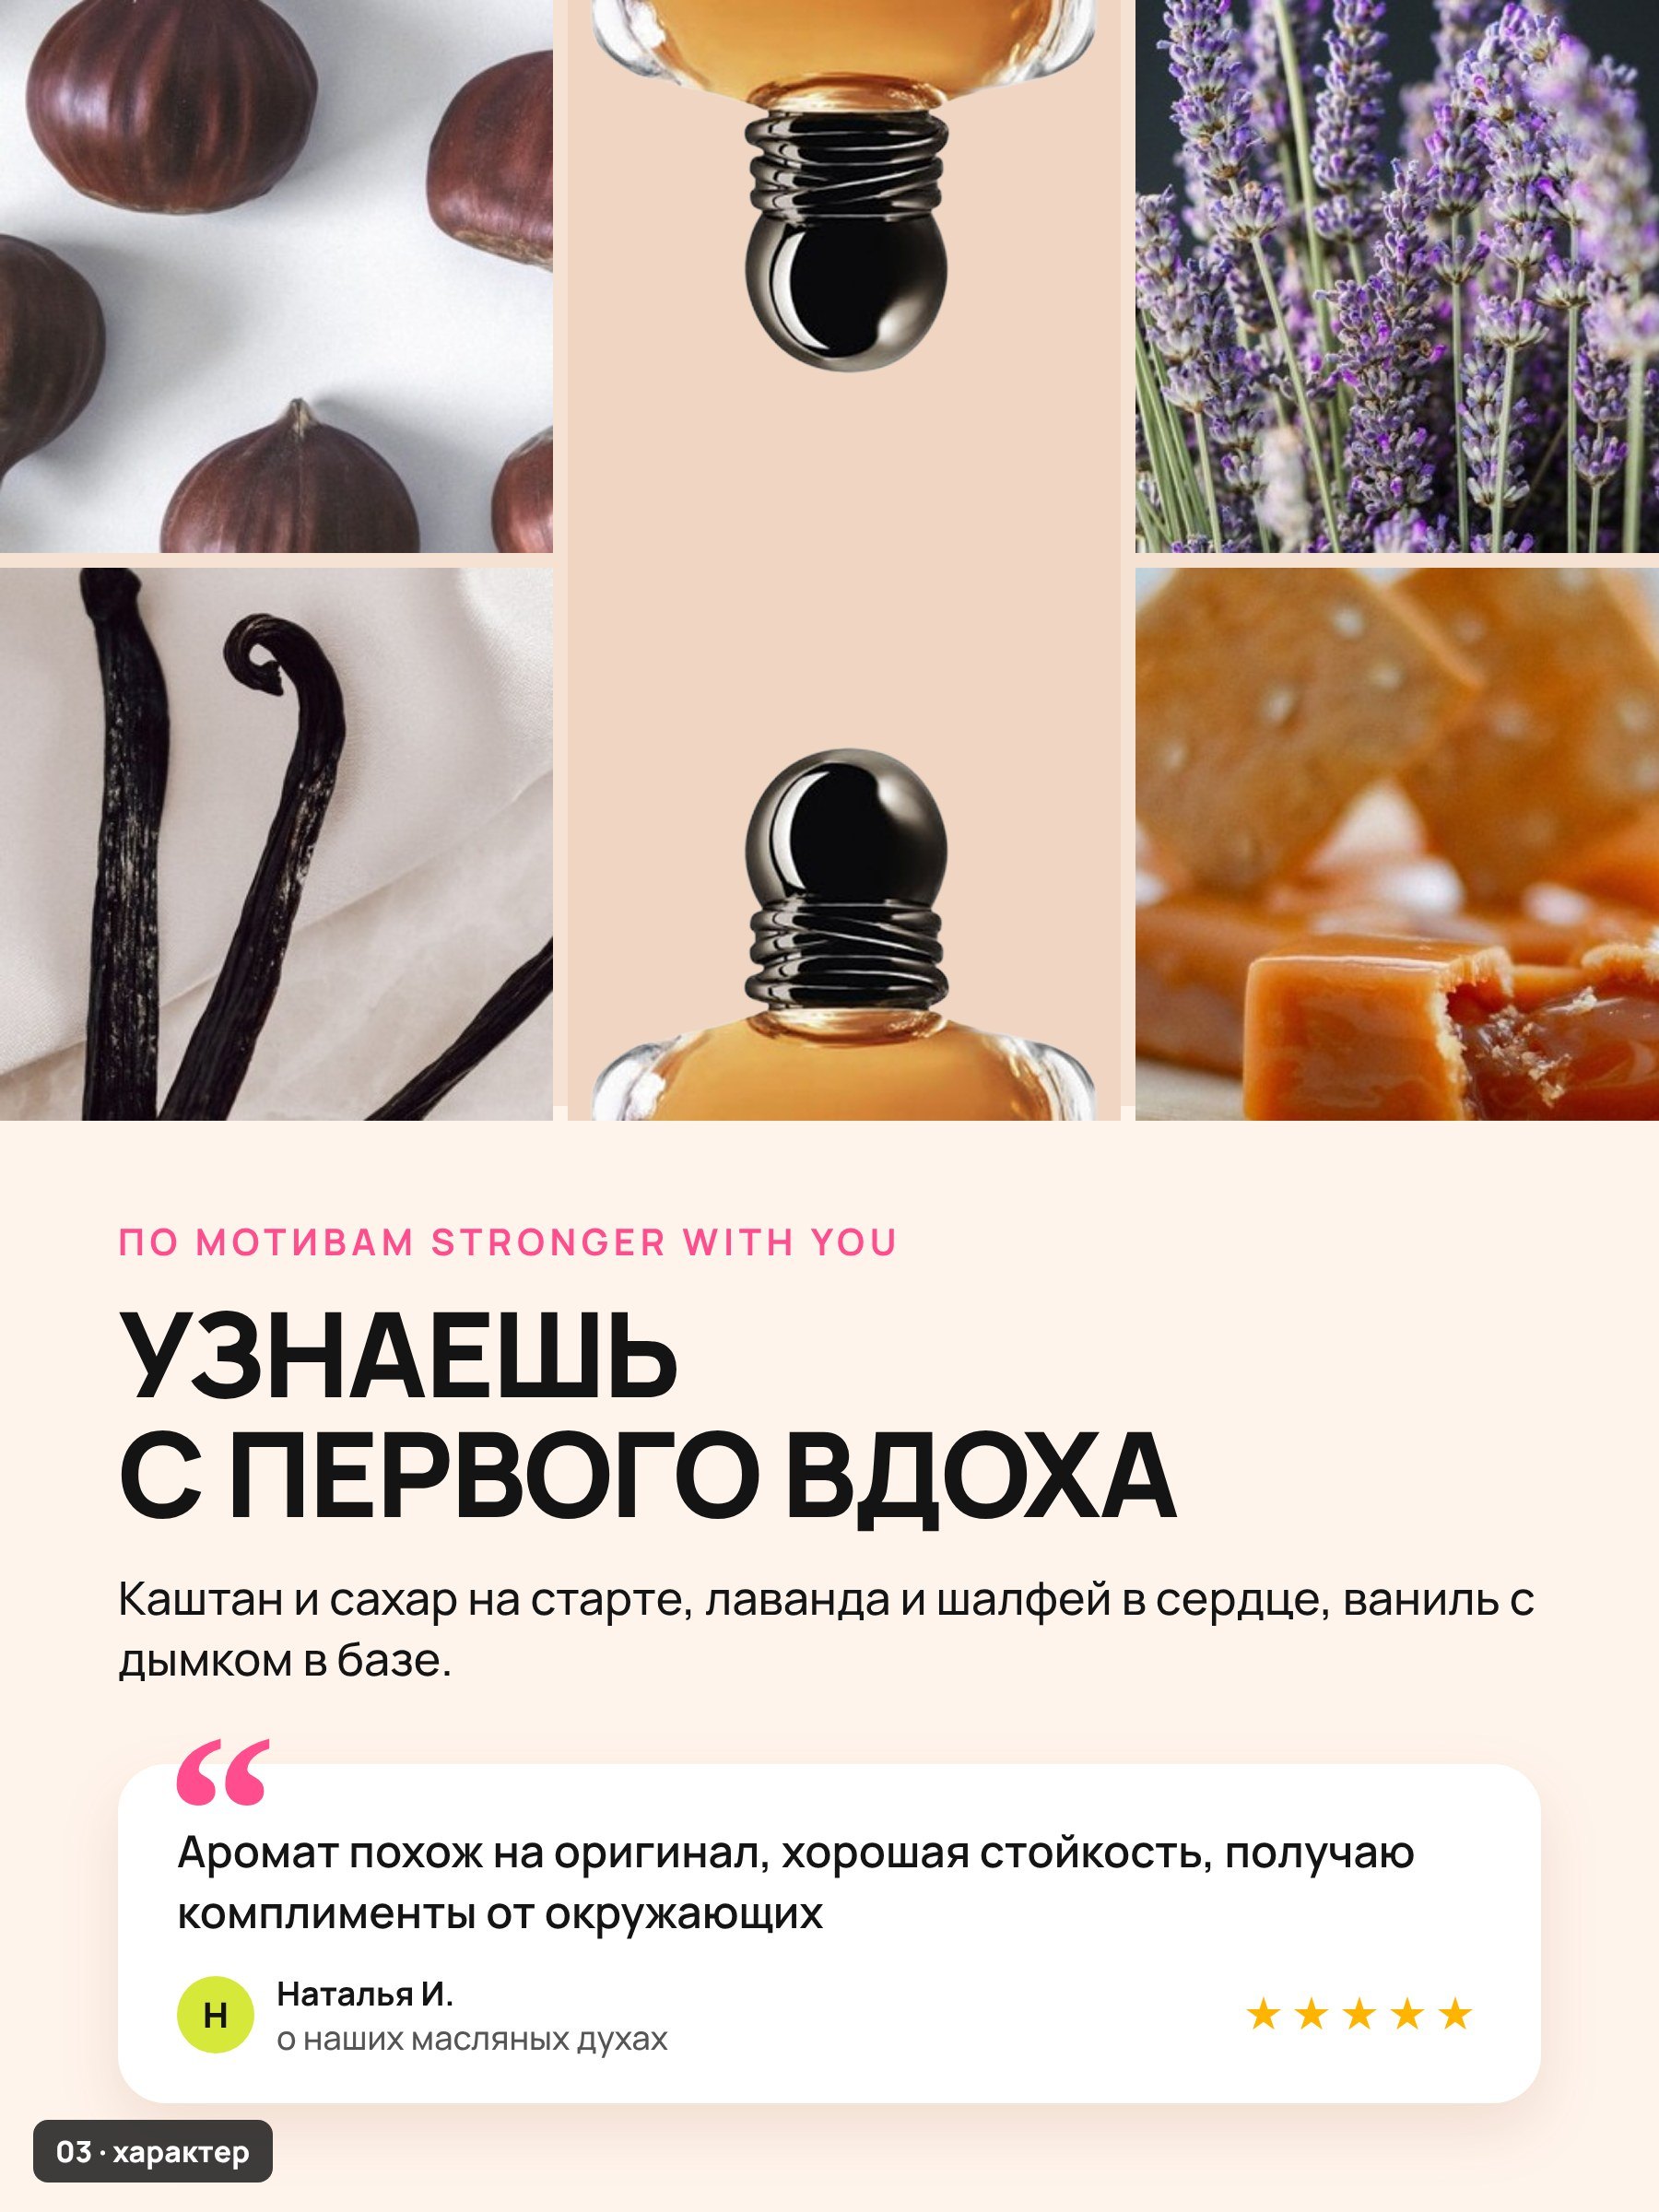 ПО МОТИВАМ STRONGER WITH YOU
УЗНАЕШЬ
С ПЕРВОГО ВДОХА
Каштан и сахар на старте, лаванда и шалфей в сердце, ваниль с
дымком в базе.
“
Аромат похож на оригинал, хорошая стойкость, получаю
комплименты от окружающих
Н
Наталья И.
о наших масляных духах
★★★★★
03 · характер